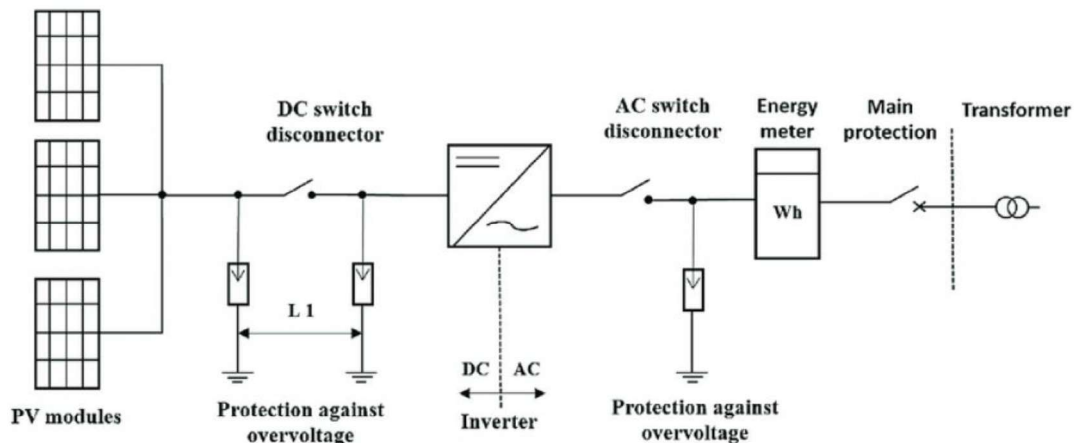 DC switch
disconnector
AC switch
disconnector
Energy
meter
Main
protection
Transformer
Wh
L 1
DC
AC
PV modules
Protection against
overvoltage
Inverter
Protection against
overvoltage